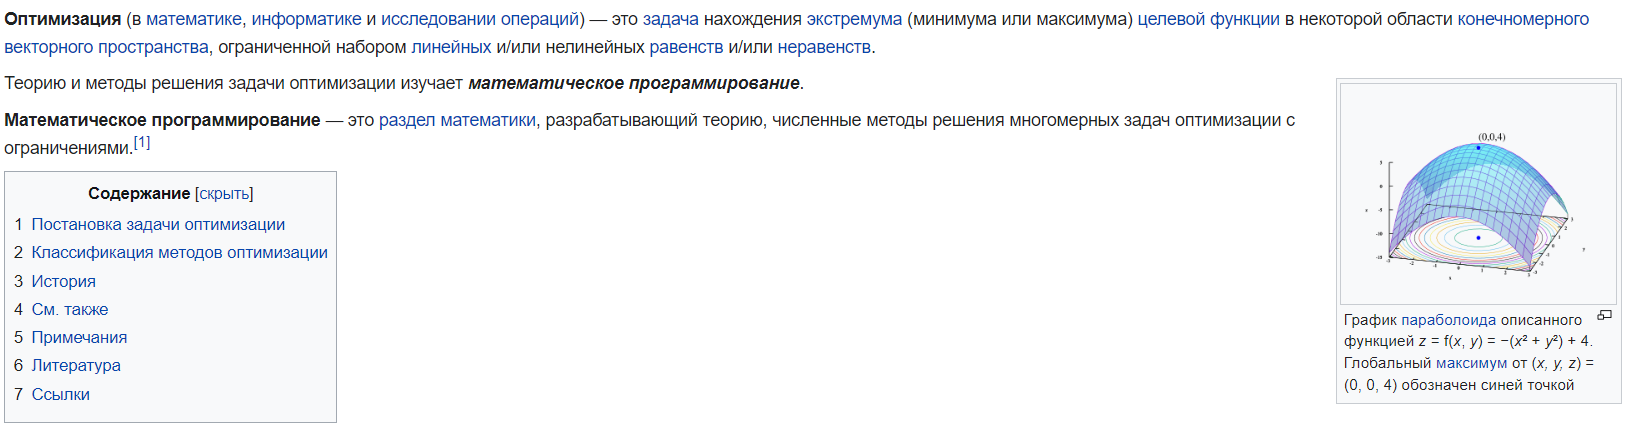 Оптимизация (в математике, информатике и исследовании операций) — это задача нахождения экстремума (минимума или максимума) целевой функции в некоторой области конечномерного
векторного пространства, ограниченной набором линейных и/или нелинейных равенств и/или неравенств.
Теорию и методы решения задачи оптимизации изучает математическое программирование.
Математическое программирование — это раздел математики, разрабатывающий теорию, численные методы решения многомерных задач оптимизации с
ограничениями.[1]
Содержание [скрыть]
1 Постановка задачи оптимизации
2 Классификация методов оптимизации
3 История
4 См. также
5 Примечания
6 Литература
7 Ссылки
(0,0,4)
График параболоида описанного
функцией z = f(x, y) = −(x² + y²) + 4.
Глобальный максимум от (x, y, z) =
(0, 0, 4) обозначен синей точкой